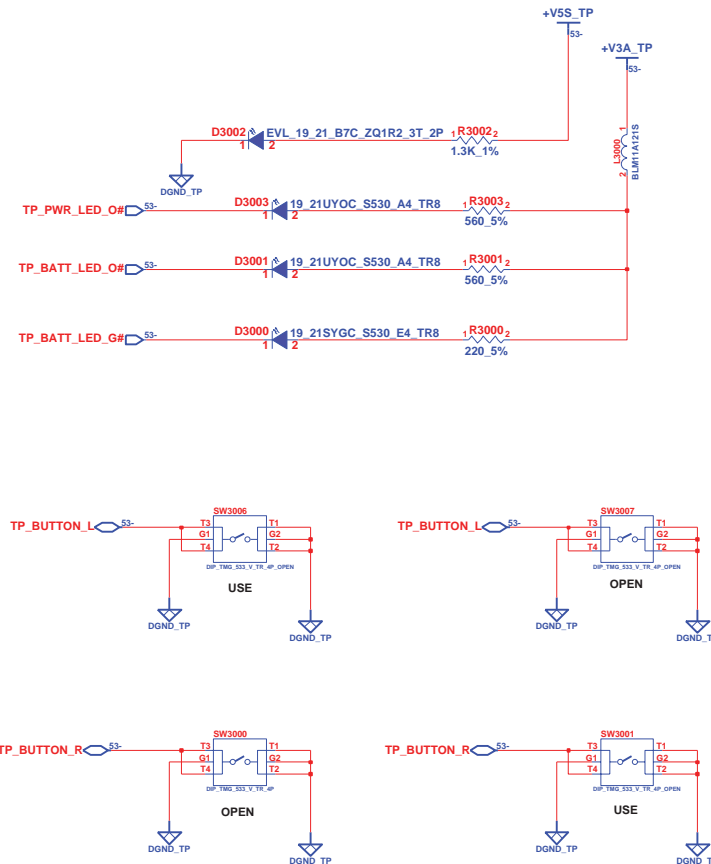 +V5S_TP
53-
+V3A_TP
53-
D3002 EVL_19_21_B7C_ZQ1R2_3T_2P 1 R3002 2
1 2 1.3K_1%
L3000 1 2 BLM11A121S
DGND_TP
TP_PWR_LED_O# 53- D3003 19_21UYOC_S530_A4_TR8 1 R3003 2
1 2 560_5%
TP_BATT_LED_O# 53- D3001 19_21UYOC_S530_A4_TR8 1 R3001 2
1 2 560_5%
TP_BATT_LED_G# 53- D3000 19_21SYGC_S530_E4_TR8 1 R3000 2
1 2 220_5%
SW3006 SW3007
TP_BUTTON_L 53- T3 T1 TP_BUTTON_L 53- T3 T1
G1 G2 G1 G2
T4 T2 T4 T2
DIP_TMG_533_V_TR_4P_OPEN DIP_TMG_533_V_TR_4P_OPEN
USE OPEN
DGND_TP DGND_TP DGND_TP DGND_T
SW3000 SW3001
TP_BUTTON_R 53- T3 T1 TP_BUTTON_R 53- T3 T1
G1 G2 G1 G2
T4 T2 T4 T2
DIP_TMG_533_V_TR_4P DIP_TMG_533_V_TR_4P_OPEN
OPEN USE
DGND_TP DGND_TP DGND_TP DGND_T